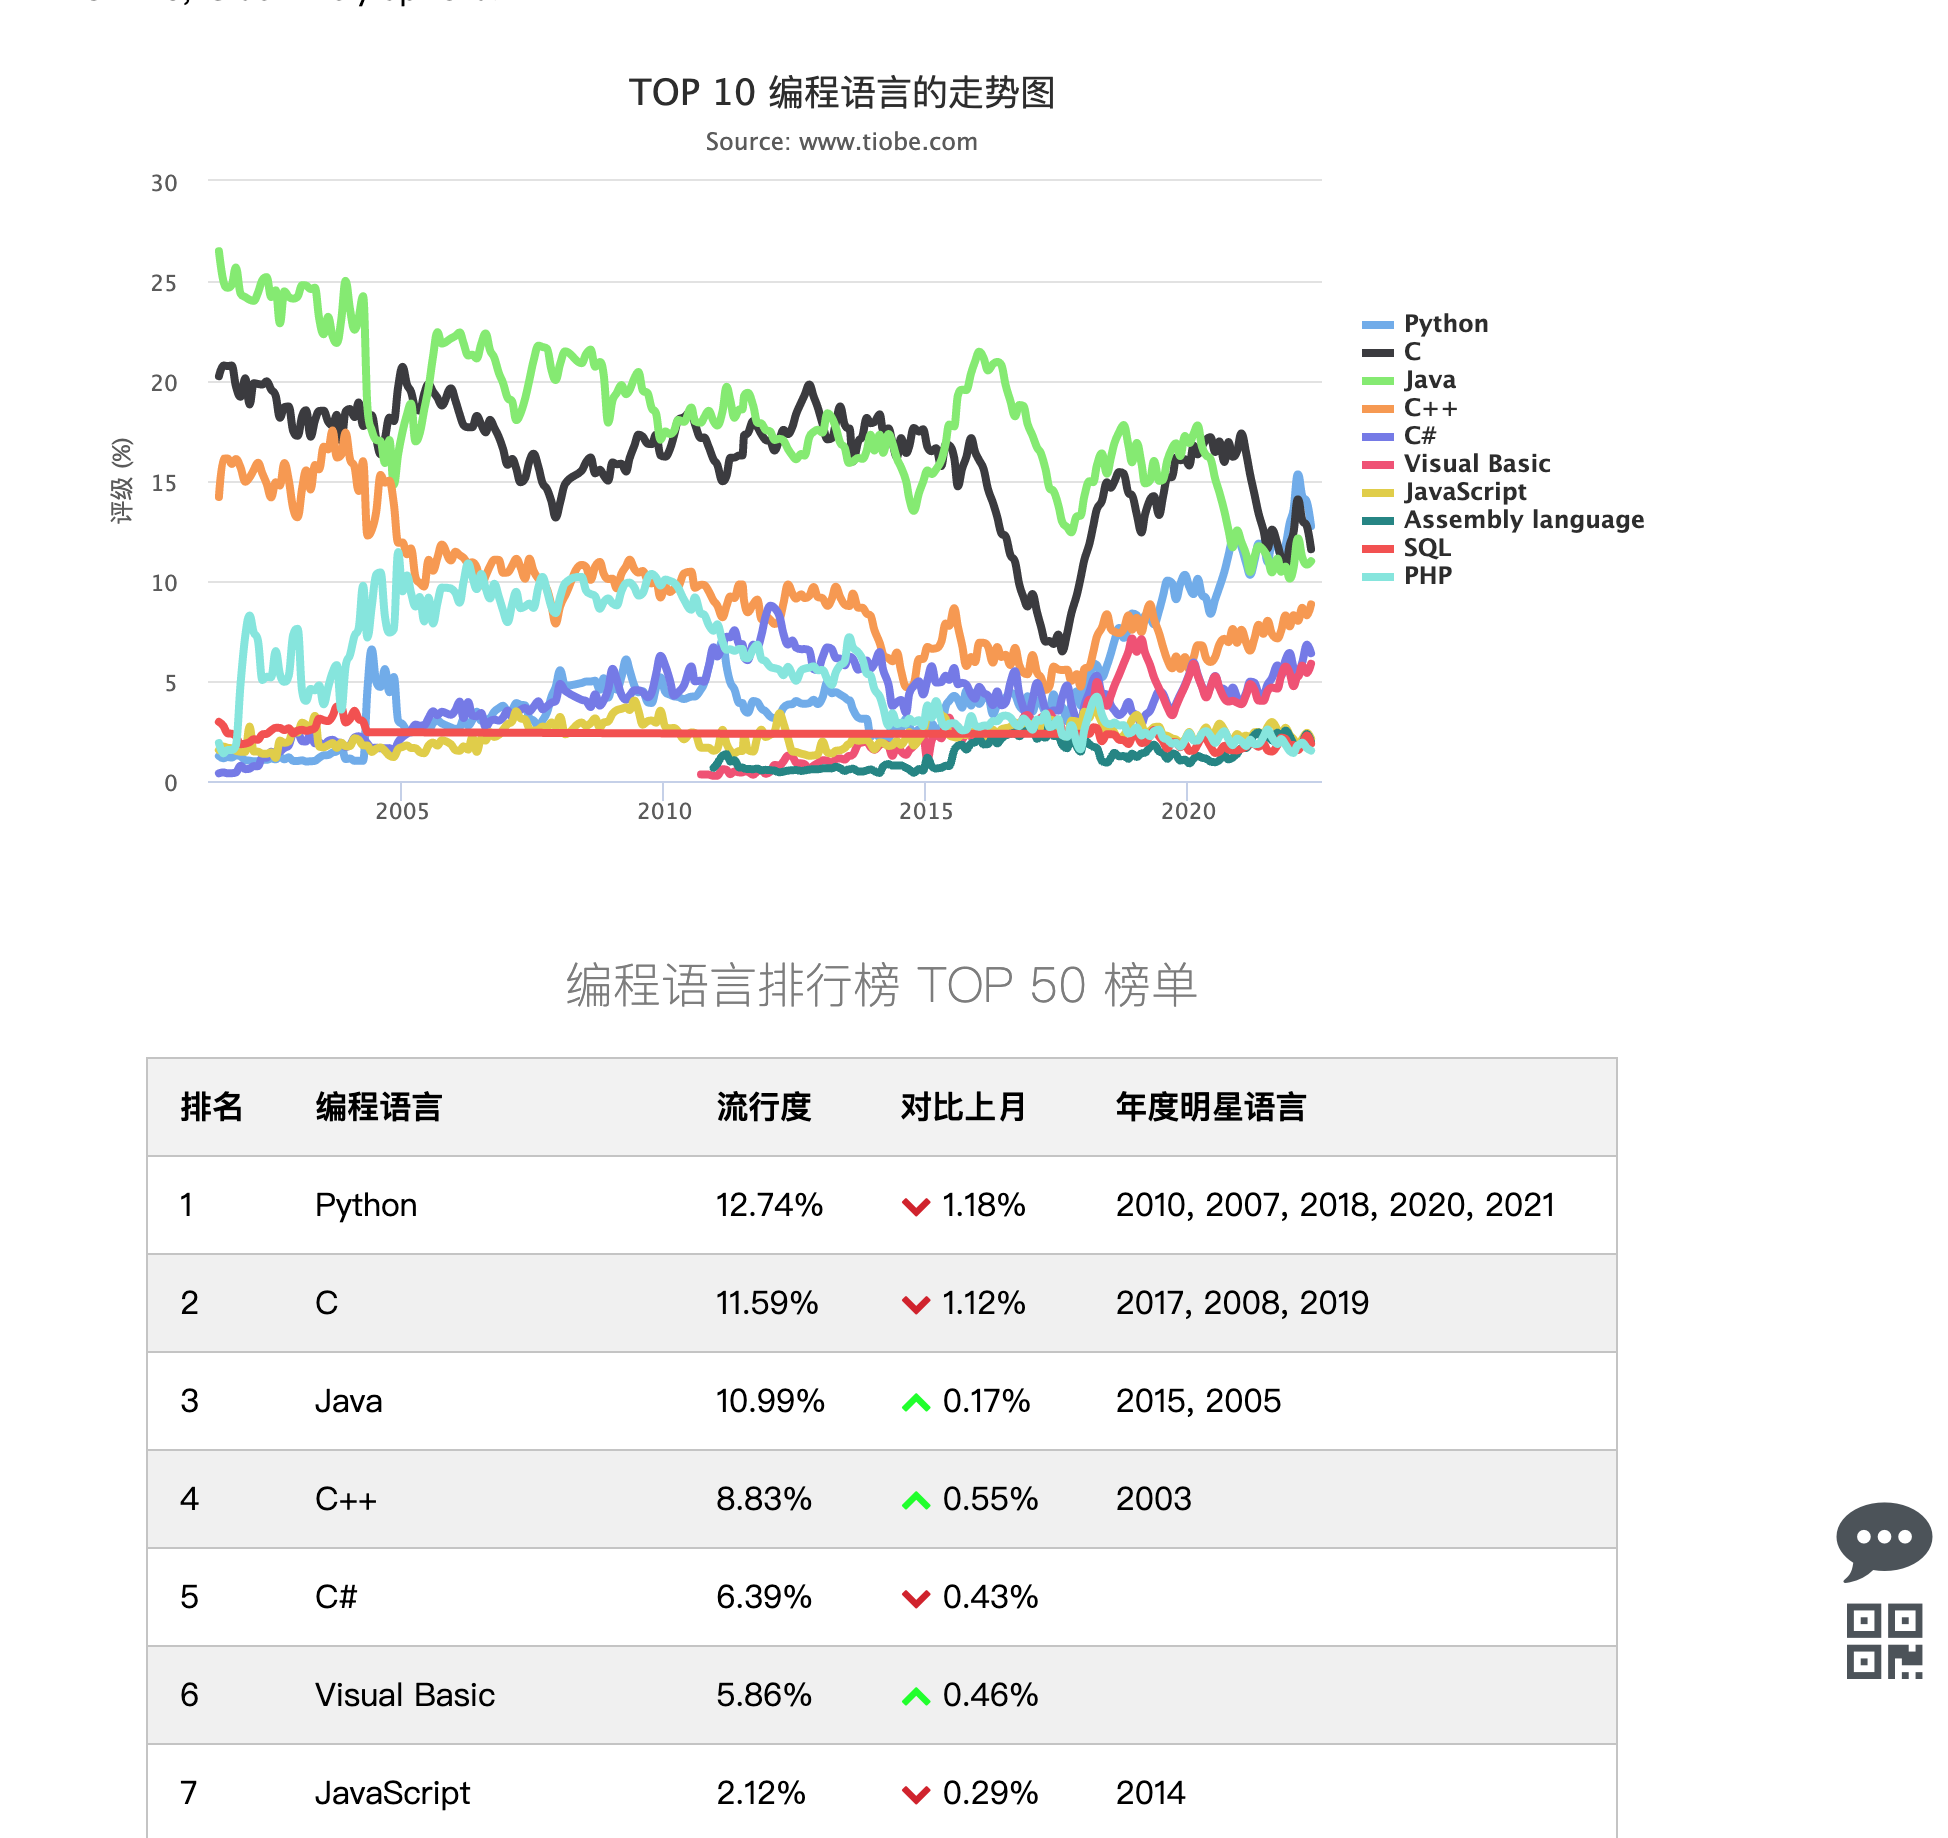 TOP 10 编程语言的走势图
Source: www.tiobe.com
评级 (%)
30
25
20
15
10
5
0
2005 2010 2015 2020
Python
C
Java
C++
C#
Visual Basic
JavaScript
Assembly language
SQL
PHP
编程语言排行榜 TOP 50 榜单
排名 编程语言 流行度 对比上月 年度明星语言
1 Python 12.74% 1.18% 2010, 2007, 2018, 2020, 2021
2 C 11.59% 1.12% 2017, 2008, 2019
3 Java 10.99% 0.17% 2015, 2005
4 C++ 8.83% 0.55% 2003
5 C# 6.39% 0.43%
6 Visual Basic 5.86% 0.46%
7 JavaScript 2.12% 0.29% 2014